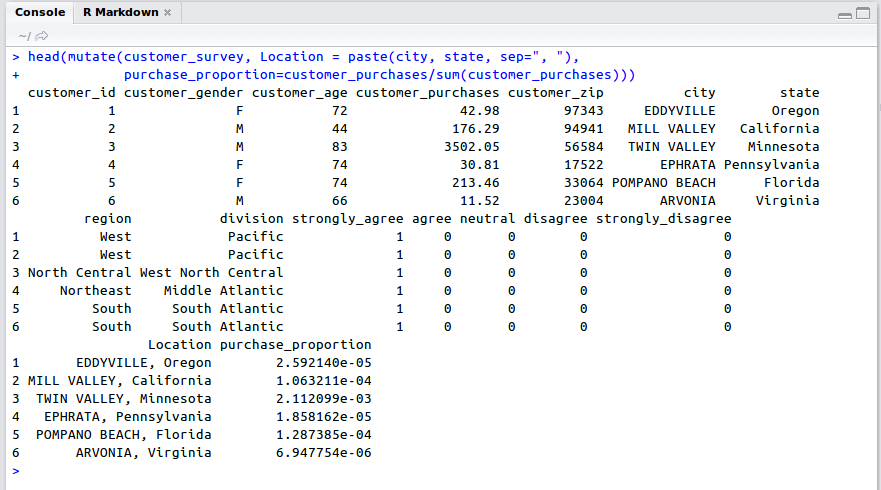 Console R Markdown ×
~/
> head(mutate(customer_survey, Location = paste(city, state, sep=", "),
+ purchase_proportion=customer_purchases/sum(customer_purchases)))
customer_id customer_gender customer_age customer_purchases customer_zip city state
1 1 F 72 42.98 97343 EDDYVILLE Oregon
2 2 M 44 176.29 94941 MILL VALLEY California
3 3 M 83 3502.05 56584 TWIN VALLEY Minnesota
4 4 F 74 30.81 17522 EPHRATA Pennsylvania
5 5 F 74 213.46 33064 POMPANO BEACH Florida
6 6 M 66 11.52 23004 ARVONIA Virginia
region division strongly_agree agree neutral disagree strongly_disagree
1 West Pacific 1 0 0 0 0
2 West Pacific 1 0 0 0 0
3 North Central West North Central 1 0 0 0 0
4 Northeast Middle Atlantic 1 0 0 0 0
5 South South Atlantic 1 0 0 0 0
6 South South Atlantic 1 0 0 0 0
Location purchase_proportion
1 EDDYVILLE, Oregon 2.592140e-05
2 MILL VALLEY, California 1.063211e-04
3 TWIN VALLEY, Minnesota 2.112099e-03
4 EPHRATA, Pennsylvania 1.858162e-05
5 POMPANO BEACH, Florida 1.287385e-04
6 ARVONIA, Virginia 6.947754e-06
>